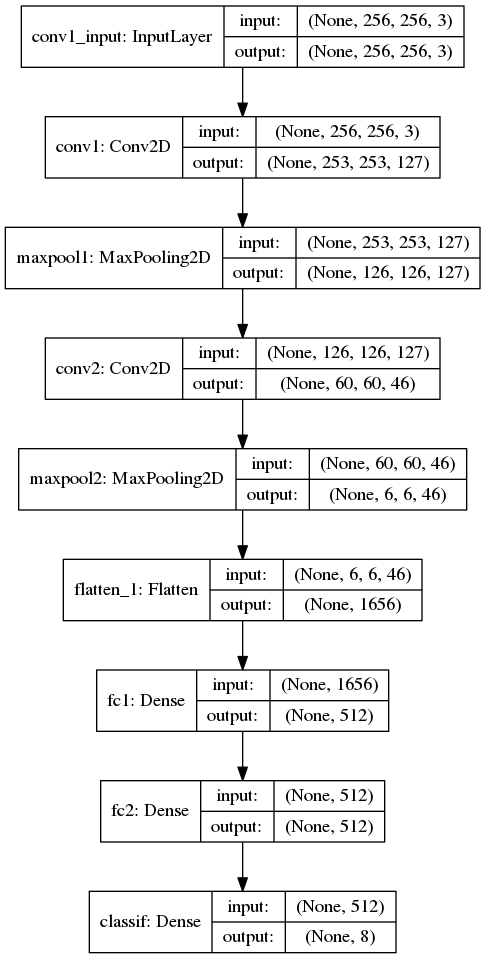 conv1_input: InputLayer
input: (None, 256, 256, 3)
output: (None, 256, 256, 3)
conv1: Conv2D
input: (None, 256, 256, 3)
output: (None, 253, 253, 127)
maxpool1: MaxPooling2D
input: (None, 253, 253, 127)
output: (None, 126, 126, 127)
conv2: Conv2D
input: (None, 126, 126, 127)
output: (None, 60, 60, 46)
maxpool2: MaxPooling2D
input: (None, 60, 60, 46)
output: (None, 6, 6, 46)
flatten_1: Flatten
input: (None, 6, 6, 46)
output: (None, 1656)
fc1: Dense
input: (None, 1656)
output: (None, 512)
fc2: Dense
input: (None, 512)
output: (None, 512)
classif: Dense
input: (None, 512)
output: (None, 8)